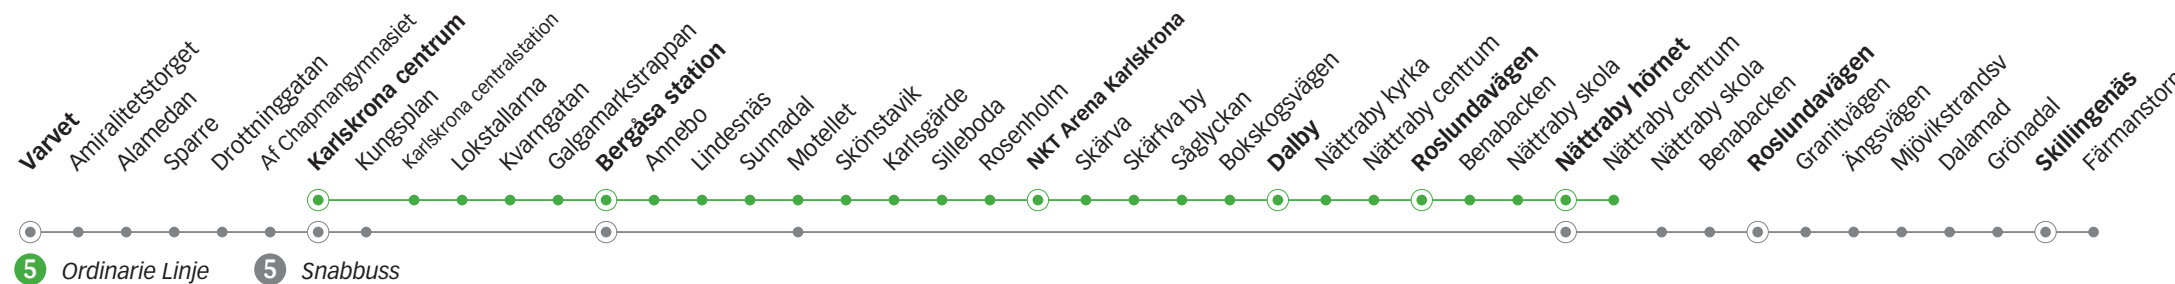 Varvet
Amiralitetstorget
Alamedan
Sparre
Drottninggatan
Af Chapmangymnasiet
Karlskrona centrum
Kungsplan
Karlskrona centralstation
Lokstallarna
Kvarngatan
Galgamarkstrappan
Bergåsa station
Annebo
Lindesnäs
Sunnadal
Motellet
Skönstavik
Karlsgärde
Silleboda
Rosenholm
NKT Arena Karlskrona
Skärva
Skärfva by
Såglyckan
Bokskogsvägen
Dalby
Nättraby kyrka
Nättraby centrum
Roslundavägen
Benabacken
Nättraby skola
Nättraby hörnet
Nättraby centrum
Nättraby skola
Benabacken
Roslundavägen
Granitvägen
Ängsvägen
Mjövikstrandsv
Dalamad
Grönadal
Skillingenäs
Färmanstorp
5 Ordinarie Linje
5 Snabbuss